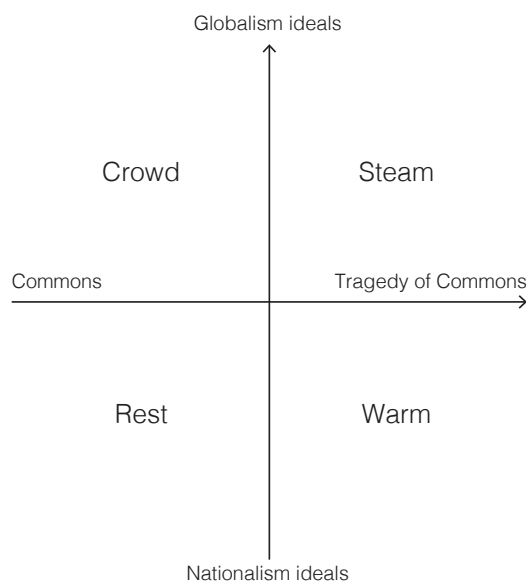 Globalism ideals
Crowd
Steam
Commons
Tragedy of Commons
Rest
Warm
Nationalism ideals